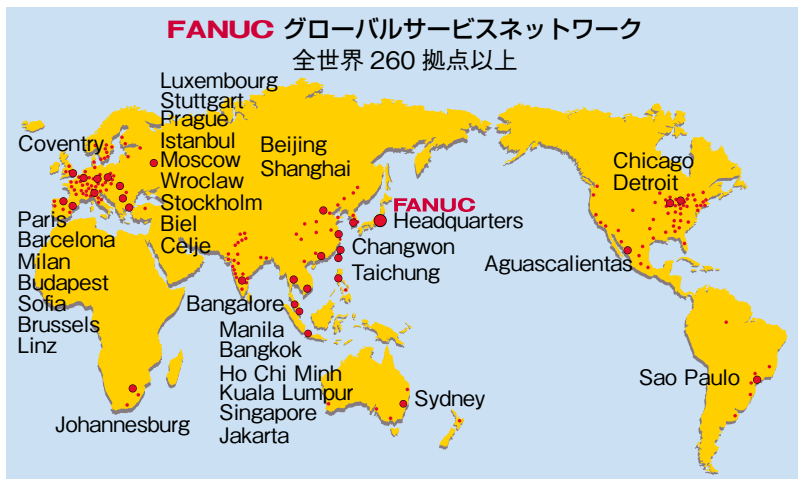 FANUC グローバルサービスネットワーク
全世界 260 拠点以上
Luxembourg
Stuttgart
Prague
Istanbul
Moscow
Wroclaw
Stockholm
Biel
Celje
Coventry
Paris
Barcelona
Milan
Budapest
Sofia
Brussels
Linz
Beijing
Shanghai
FANUC
Headquarters
Changwon
Taichung
Bangalore
Manila
Bangkok
Ho Chi Minh
Kuala Lumpur
Singapore
Jakarta
Johannesburg
Sydney
Chicago
Detroit
Aguascalientas
Sao Paulo